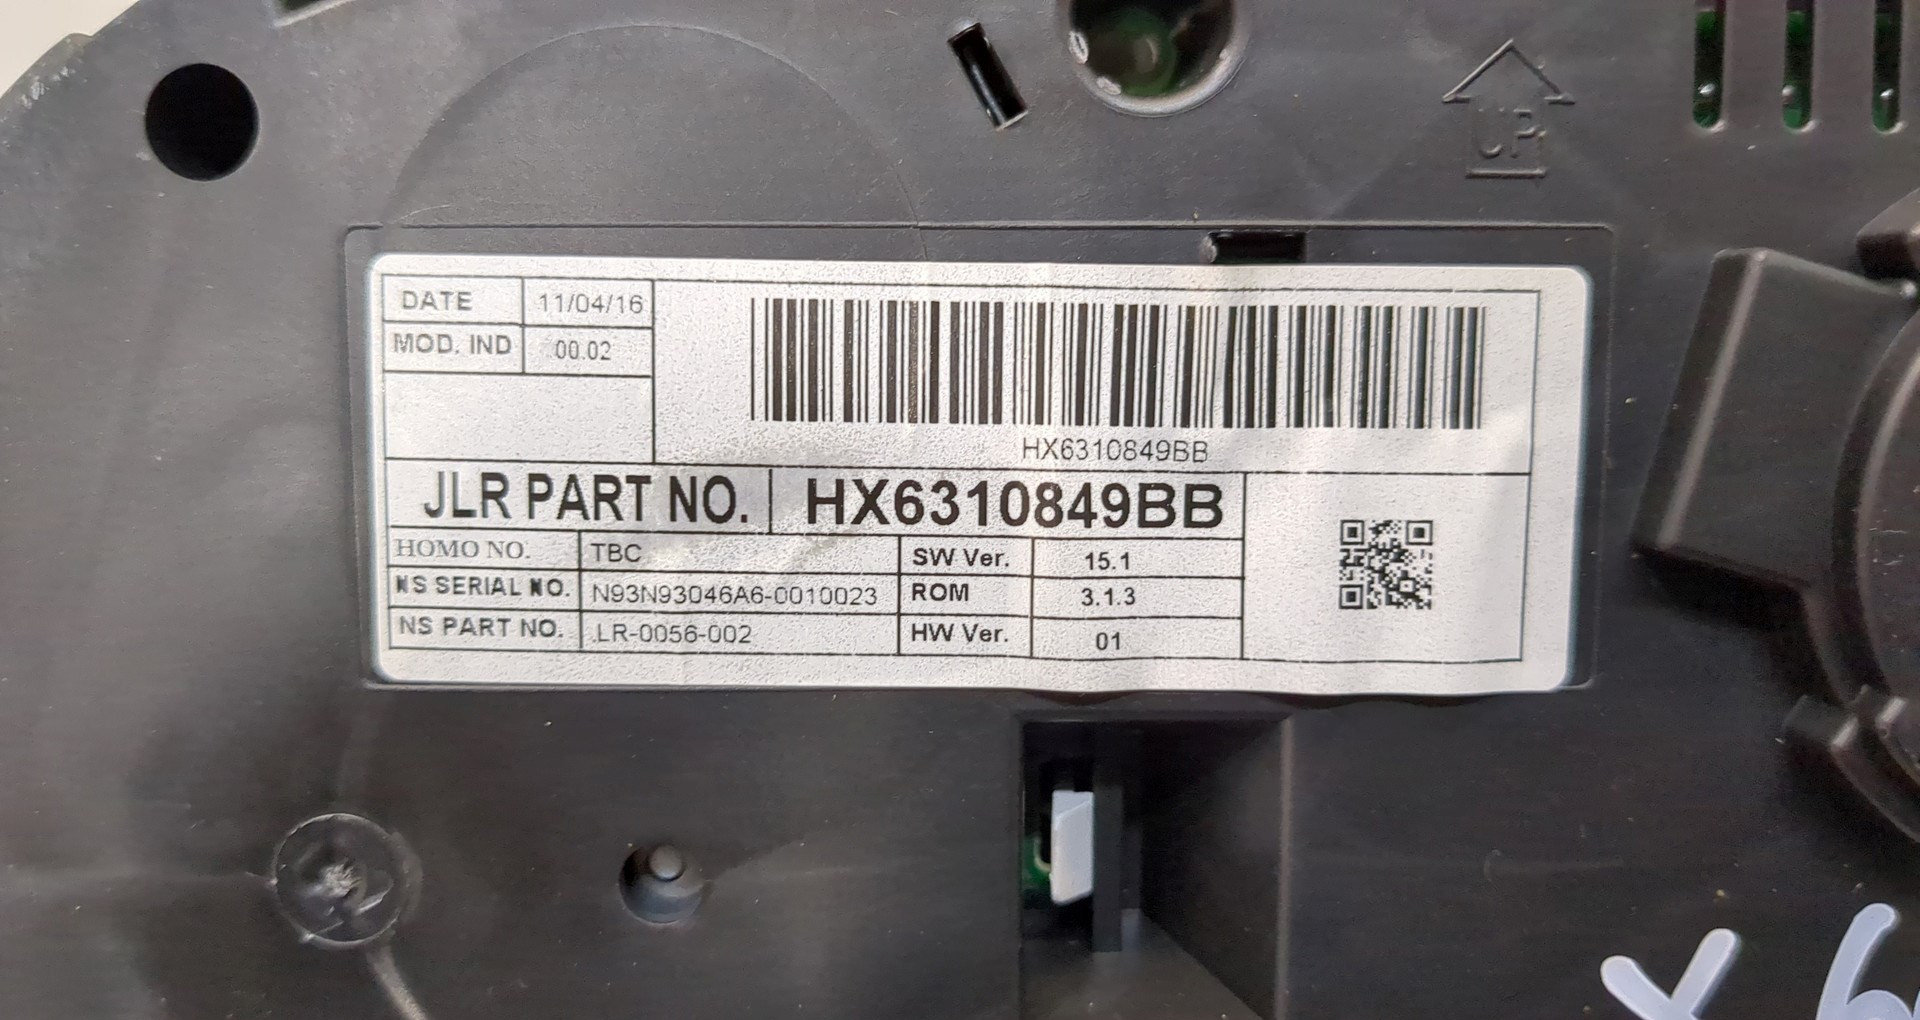 UP
DATE 11/04/16
MOD. IND 00.02
HX6310849BB
JLR PART NO. HX6310849BB
HOMO NO. TBC SW Ver. 15.1
NS SERIAL NO. N93N93046A6-0010023 ROM 3.1.3
NS PART NO. LR-0056-002 HW Ver. 01